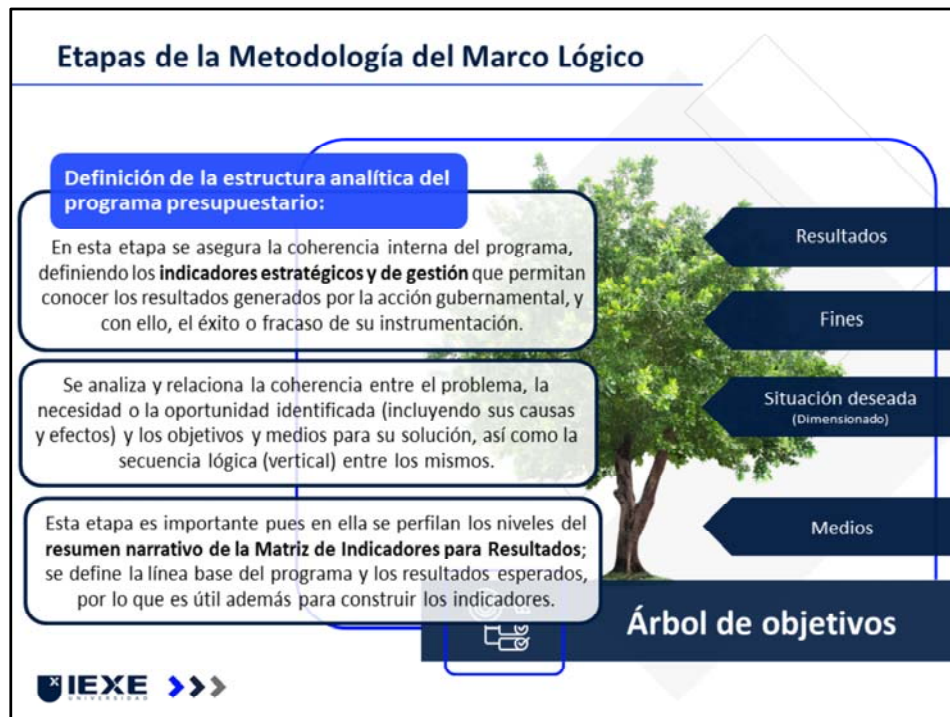 Etapas de la Metodología del Marco Lógico
Definición de la estructura analítica del
programa presupuestario:
En esta etapa se asegura la coherencia interna del programa,
definiendo los indicadores estratégicos y de gestión que permitan
conocer los resultados generados por la acción gubernamental, y
con ello, el éxito o fracaso de su instrumentación.
Se analiza y relaciona la coherencia entre el problema, la
necesidad o la oportunidad identificada (incluyendo sus causas
y efectos) y los objetivos y medios para su solución, así como la
secuencia lógica (vertical) entre los mismos.
Esta etapa es importante pues en ella se perfilan los niveles del
resumen narrativo de la Matriz de Indicadores para Resultados;
se define la línea base del programa y los resultados esperados,
por lo que es útil además para construir los indicadores.
Resultados
Fines
Situación deseada
(Dimensionado)
Medios
Árbol de objetivos
IEXE
UNIVERSIDAD